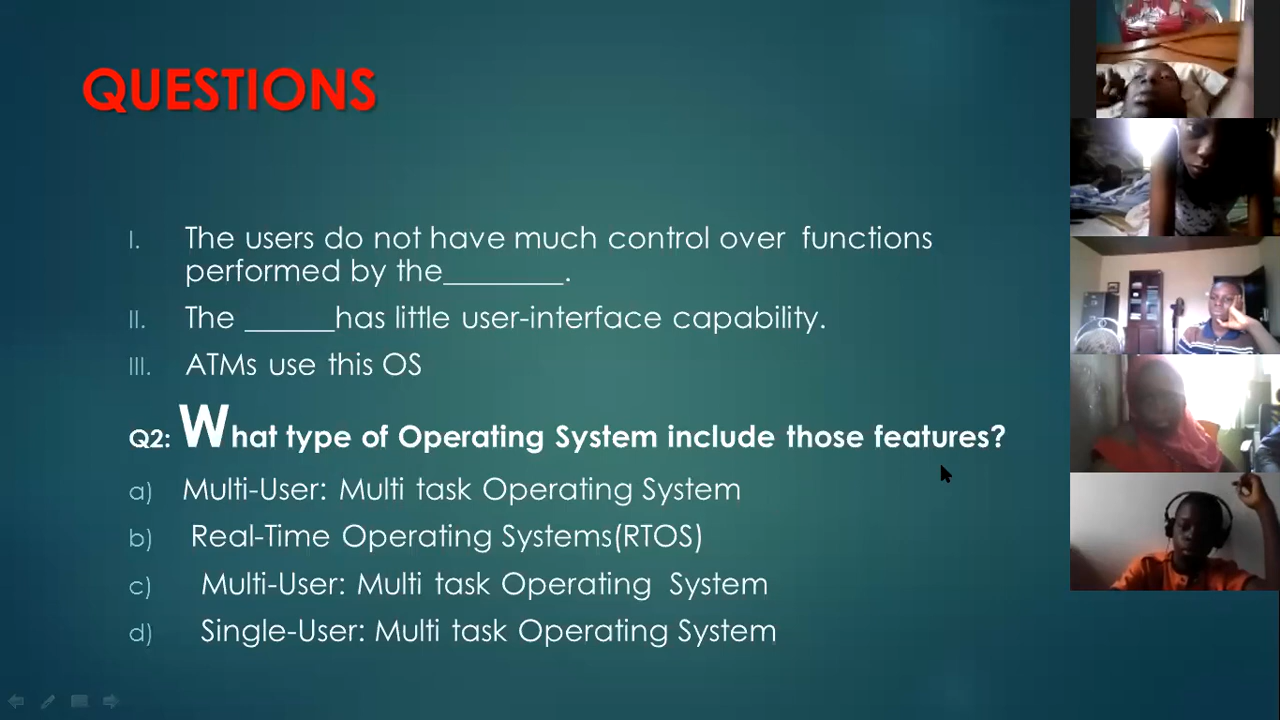 QUESTIONS
I. The users do not have much control over functions
performed by the________.
II. The ______has little user-interface capability.
III. ATMs use this OS
Q2: What type of Operating System include those features?
a) Multi-User: Multi task Operating System
b) Real-Time Operating Systems(RTOS)
c) Multi-User: Multi task Operating System
d) Single-User: Multi task Operating System